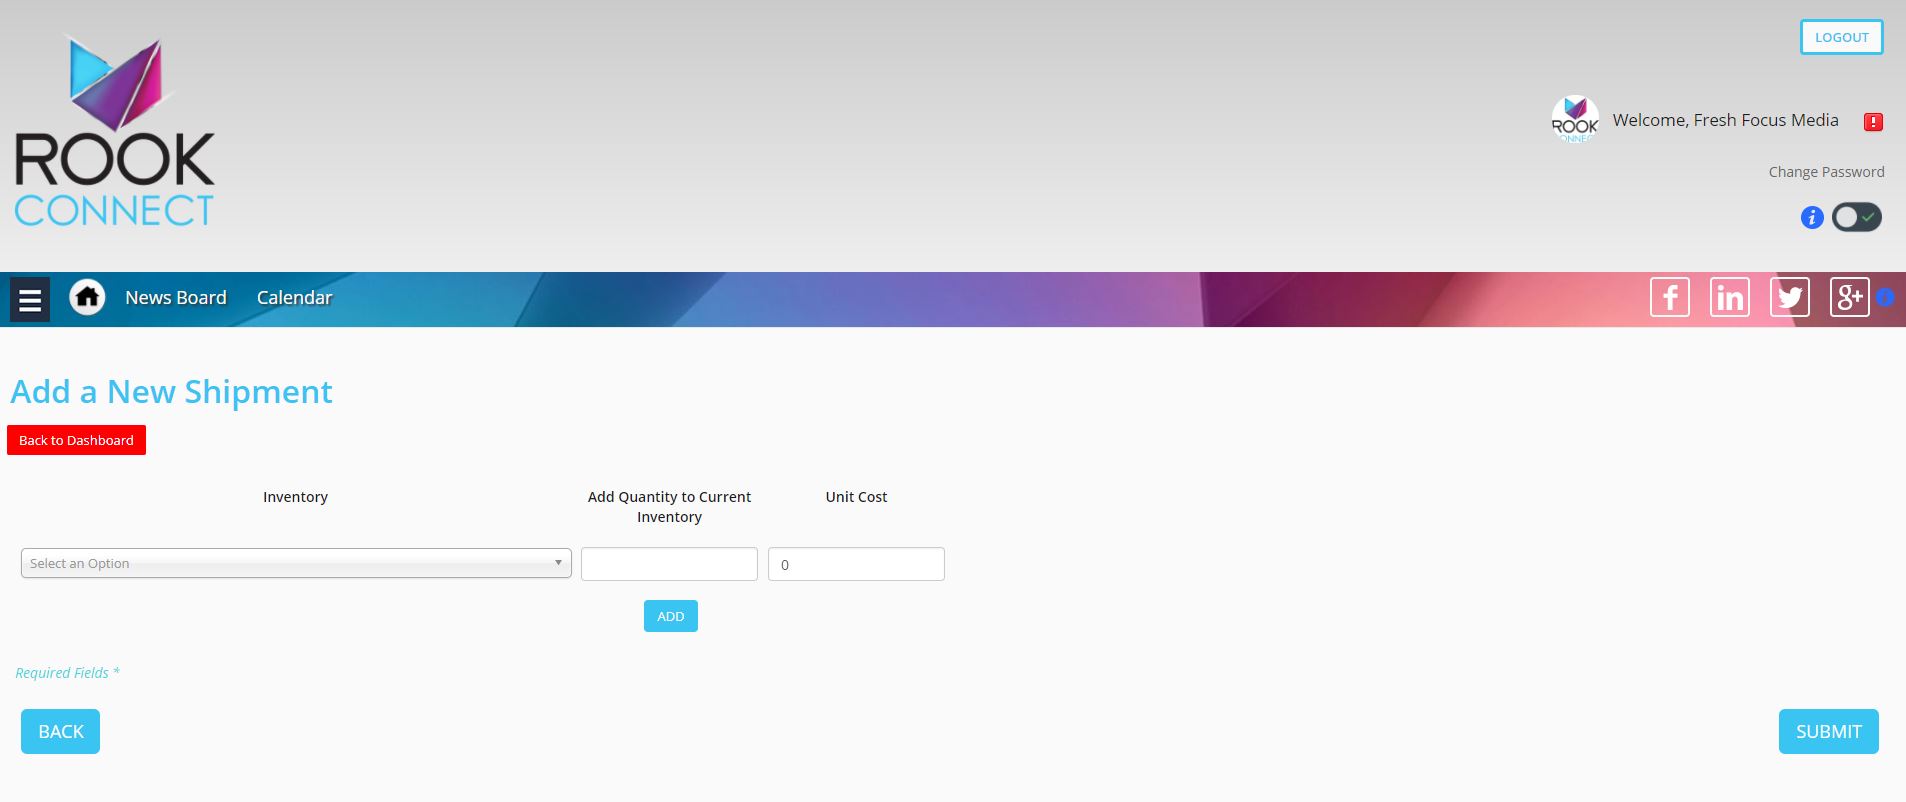 LOGOUT
ROOK
CONNECT
Welcome, Fresh Focus Media
Change Password
News Board
Calendar
Add a New Shipment
Back to Dashboard
Inventory
Add Quantity to Current
Inventory
Unit Cost
Select an Option
0
ADD
Required Fields *
BACK
SUBMIT